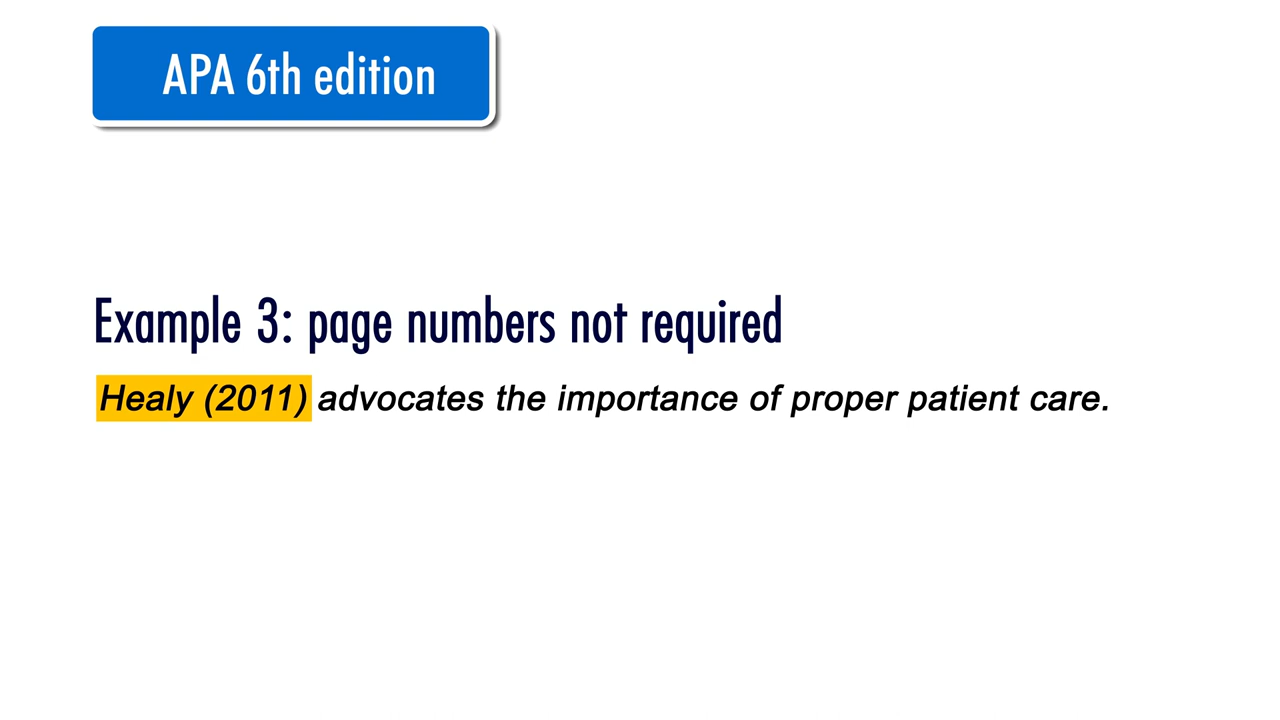 APA 6th edition
Example 3: page numbers not required
Healy (2011) advocates the importance of proper patient care.